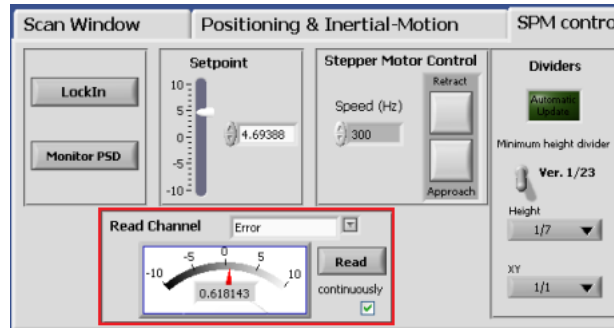 Scan Window
Positioning & Inertial-Motion
SPM contro
LockIn
Monitor PSD
Setpoint
10
5
0
-5
-10
4.69388
Stepper Motor Control
Speed (Hz)
300
Retract
Approach
Dividers
Automatic
Update
Minimum height divider
Ver. 1/23
Height
1/7
XY
1/1
Read Channel
Error
-10
-5
0
5
10
0.618143
Read
continuously